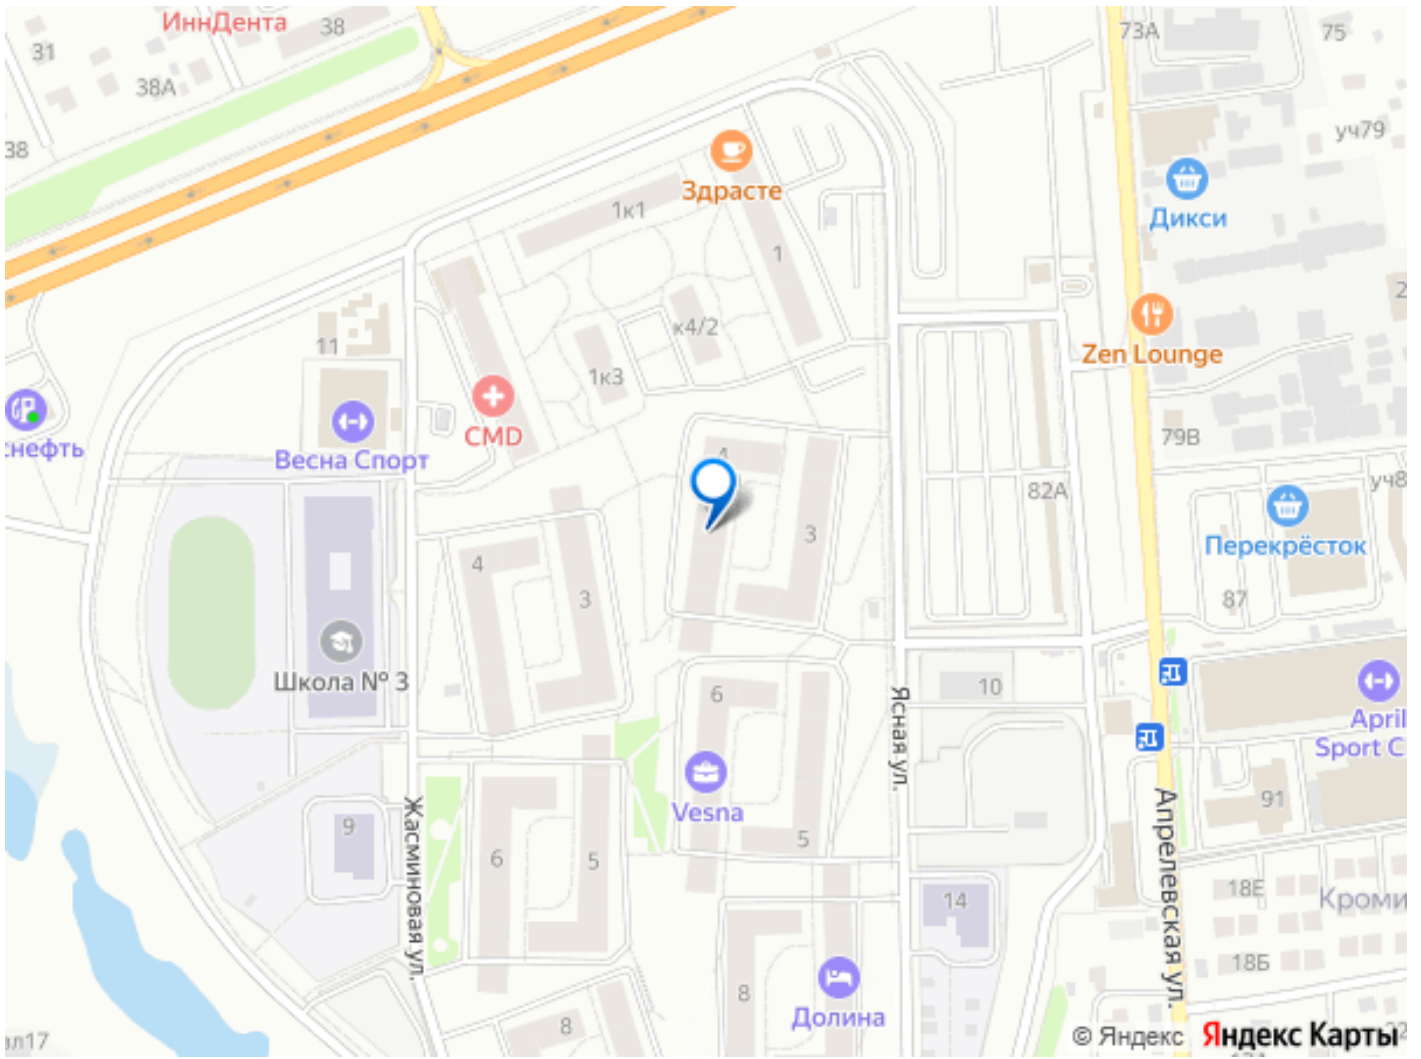 ИннДента
38
31
38А
38
73А
75
уч79
Здрасте
1к1
1
Дикси
к4/2
11
1к3
Zen Lounge
CMD
снефть
Весна Спорт
79В
4
3
82А
уч8
Перекрёсток
4
3
87
Школа № 3
6
10
Ясная ул.
April
Sport C
Vesna
9
Жасминовая ул.
6
5
5
91
Апрелевская ул.
14
18Е
Кроми
18Б
8
Долина
8
зл17
© Яндекс
Яндекс Карты